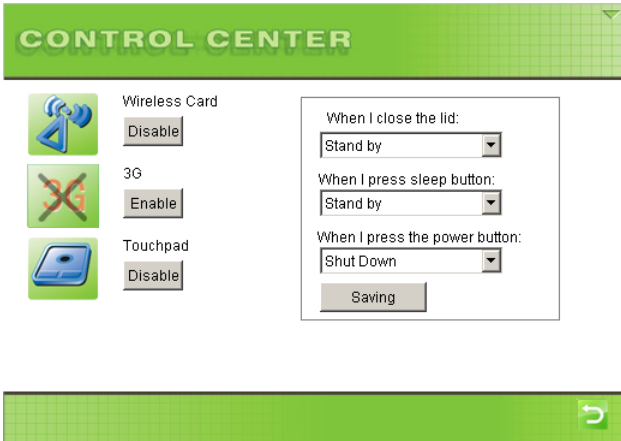 CONTROL CENTER
Wireless Card
Disable
3G
3G
Enable
Touchpad
Disable
When I close the lid:
Stand by
When I press sleep button:
Stand by
When I press the power button:
Shut Down
Saving